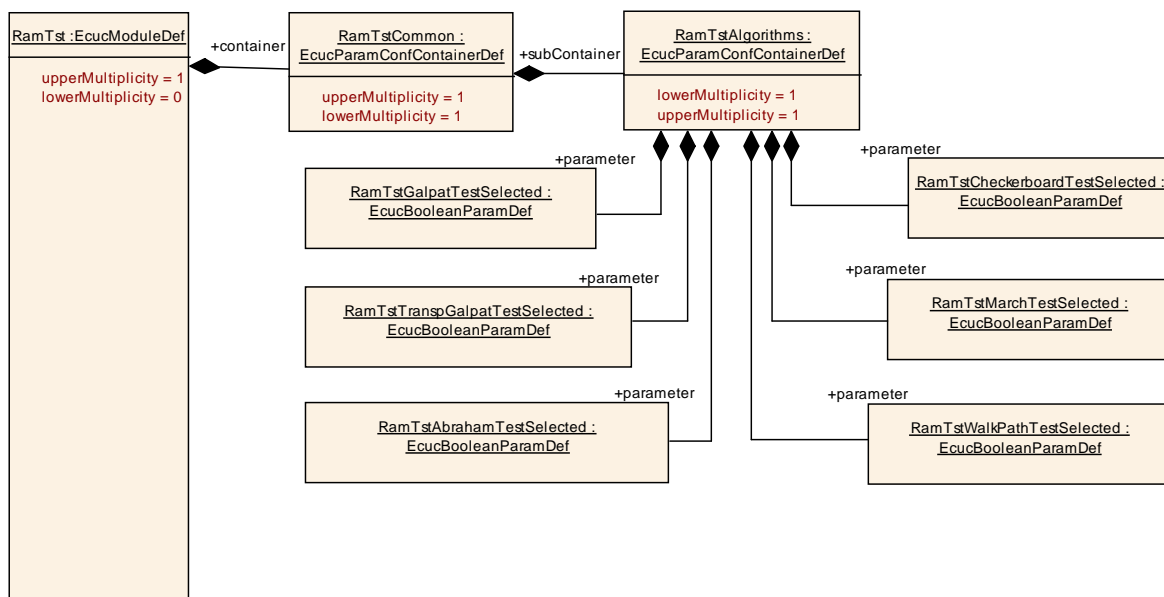 RamTst :EcucModuleDef
upperMultiplicity = 1
lowerMultiplicity = 0
+container
RamTstCommon :
EcucParamConfContainerDef
upperMultiplicity = 1
lowerMultiplicity = 1
+subContainer
RamTstAlgorithms :
EcucParamConfContainerDef
lowerMultiplicity = 1
upperMultiplicity = 1
+parameter
RamTstGalpatTestSelected :
EcucBooleanParamDef
+parameter
RamTstCheckerboardTestSelected :
EcucBooleanParamDef
+parameter
RamTstTranspGalpatTestSelected :
EcucBooleanParamDef
+parameter
RamTstMarchTestSelected :
EcucBooleanParamDef
+parameter
RamTstAbrahamTestSelected :
EcucBooleanParamDef
+parameter
RamTstWalkPathTestSelected :
EcucBooleanParamDef